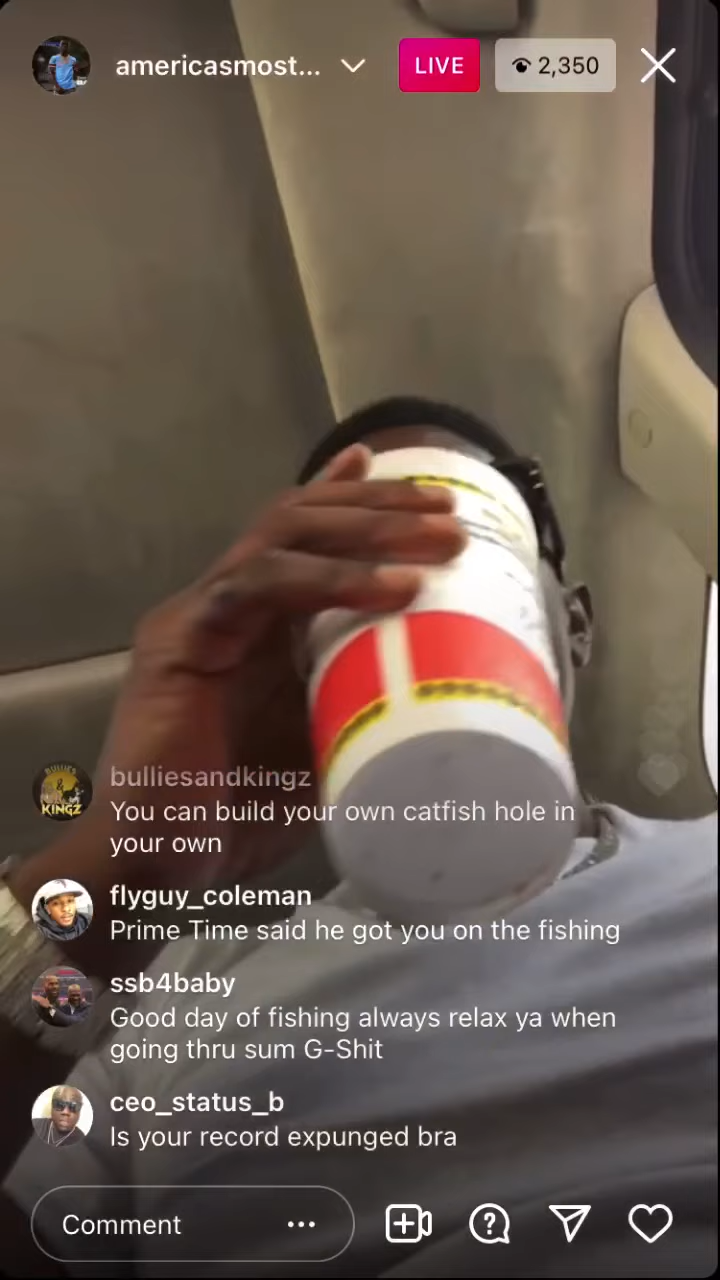 americasmost...
LIVE
2,350
bulliesandkingz
You can build your own catfish hole in
your own
flyguy_coleman
Prime Time said he got you on the fishing
ssb4baby
Good day of fishing always relax ya when
going thru sum G-Shit
ceo_status_b
Is your record expunged bra
Comment
KINGZ